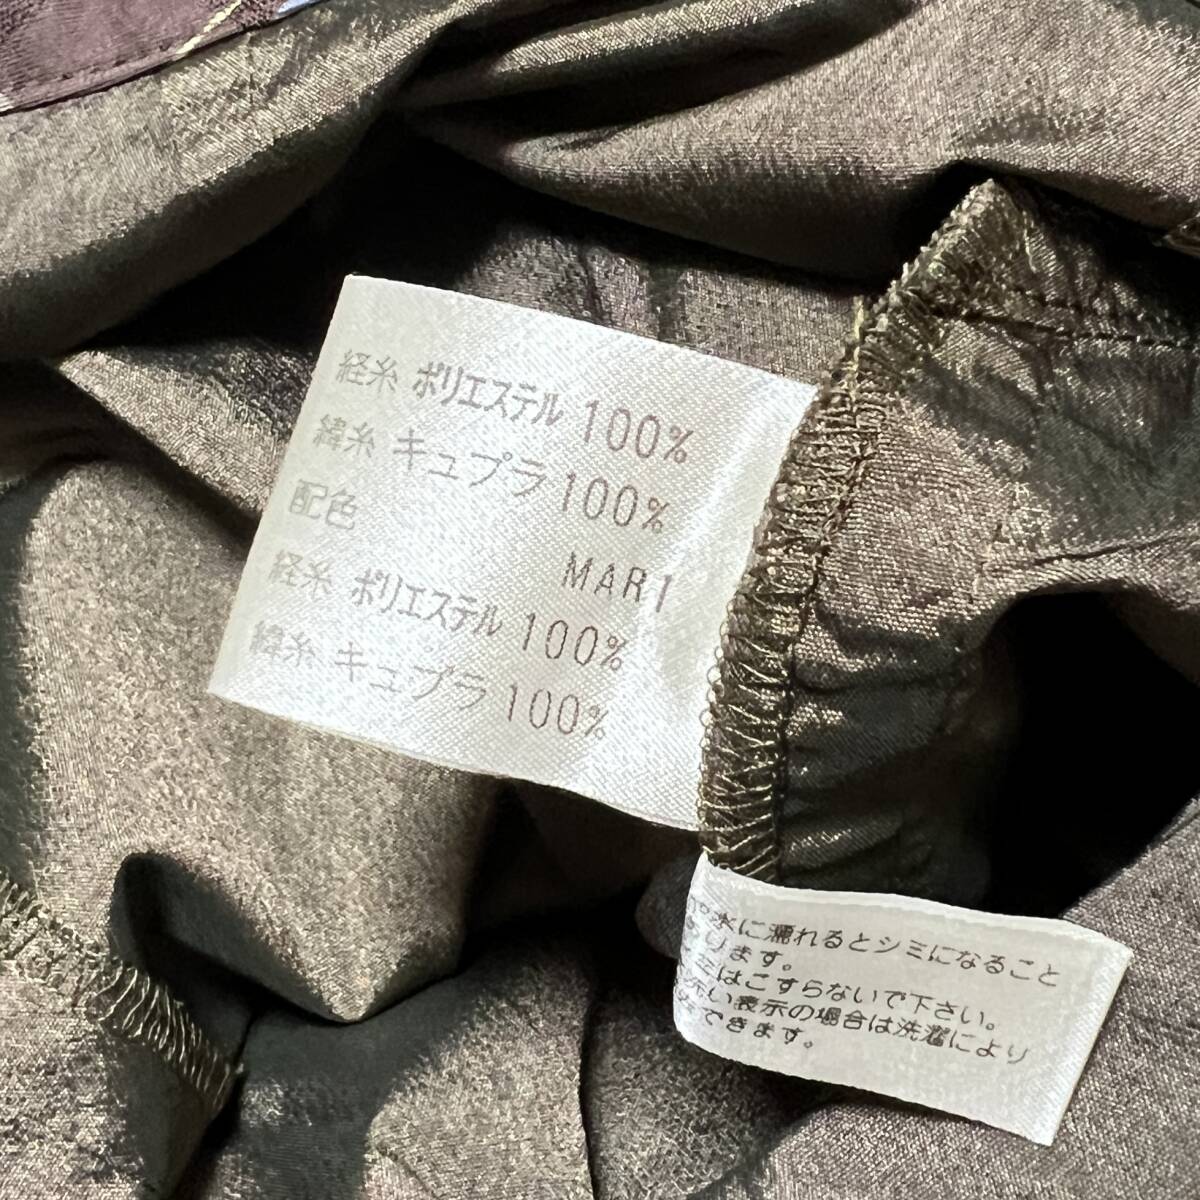 経糸 ポリエステル 100%
緯糸 キュプラ 100%
配色
MARI
経糸 ポリエステル 100%
緯糸 キュプラ 100%
水に濡れるとシミになること
ります。
はこすらないで下さい。
い表示の場合は洗濯により
できます。